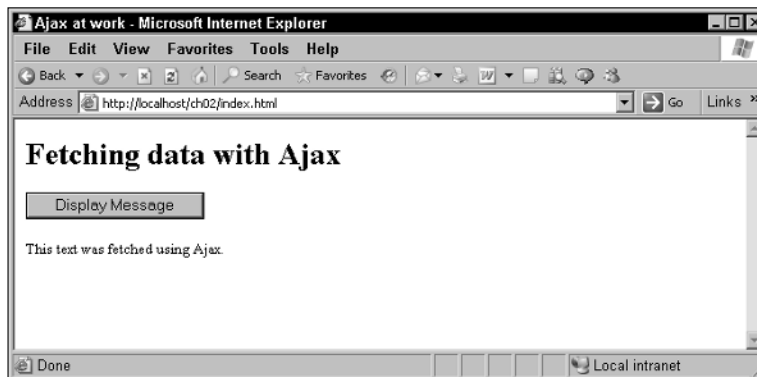 Ajax at work - Microsoft Internet Explorer
File Edit View Favorites Tools Help
Back Search Favorites
Address http://localhost/ch02/index.html Go Links »
Fetching data with Ajax
Display Message
This text was fetched using Ajax.
Done Local intranet